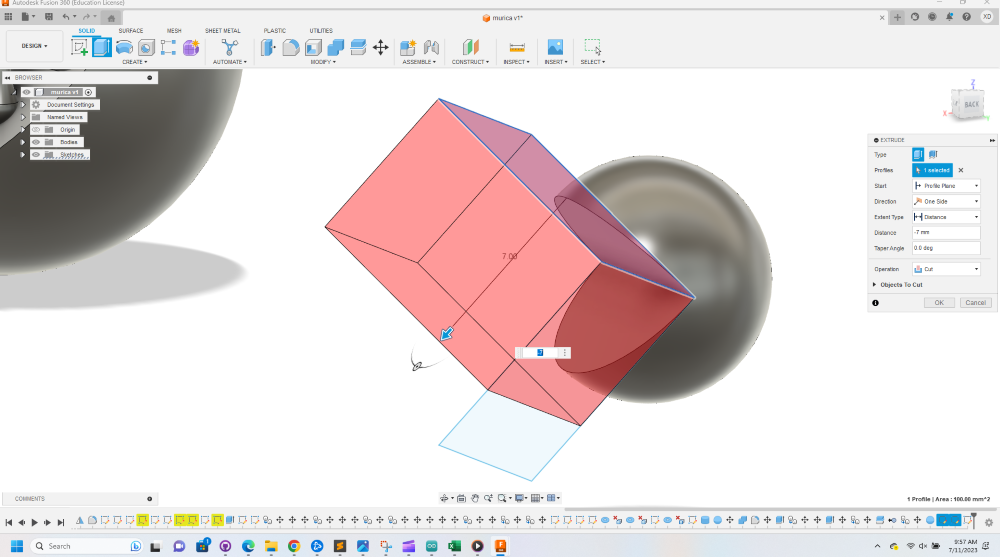 Autodesk Fusion 360 (Education License)
murica v1*
XD
SOLID SURFACE MESH SHEET METAL PLASTIC UTILITIES
DESIGN
CREATE AUTOMATE MODIFY ASSEMBLE CONSTRUCT INSPECT INSERT SELECT
BROWSER
murica v1
Document Settings
Named Views
Origin
Bodies
Sketches
7.00
Z
BACK
X
EXTRUDE
Type
Profiles 1 selected
Start Profile Plane
Direction One Side
Extent Type Distance
Distance -7 mm
Taper Angle 0.0 deg
Operation Cut
Objects To Cut
OK Cancel
COMMENTS
1 Profile | Area : 100.00 mm^2
Search
9:57 AM
7/11/2023